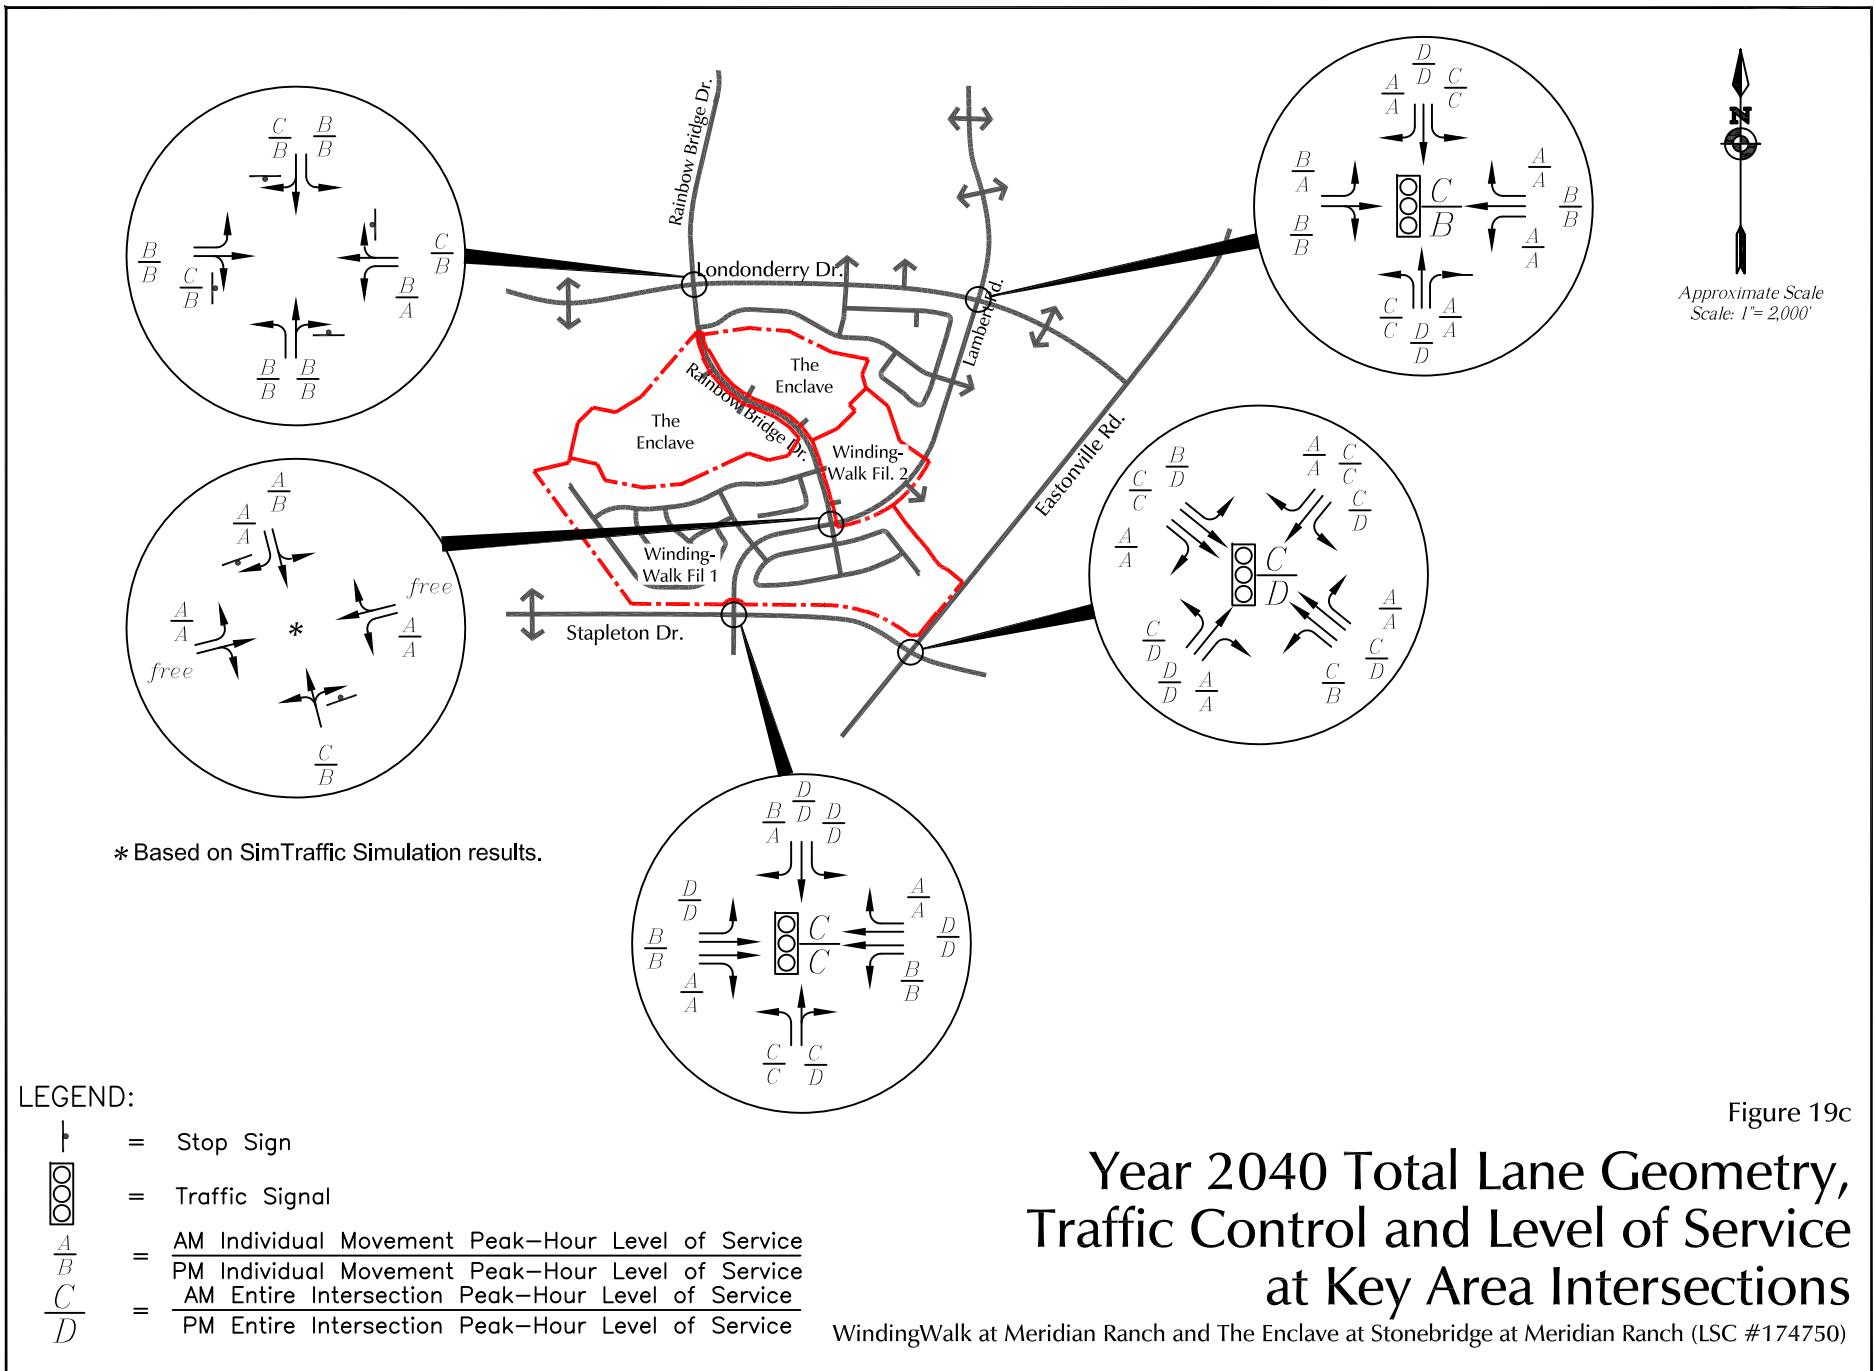 D
D
A
A
C
C
C
B
B
B
Rainbow Bridge Dr.
N
B
A
A
A
C
B
B
B
B
B
A
A
B
B
C
B
C
B
B
A
Londonderry Dr.
Lambert Rd.
C
C
D
D
A
A
Approximate Scale
Scale: 1"= 2,000'
B
B
B
B
The
Enclave
Rainbow Bridge Dr.
The
Enclave
Winding-
Walk Fil. 2
Eastonville Rd.
B
D
A
A
C
C
C
C
C
D
A
A
A
B
A
A
Winding-
Walk Fil 1
C
D
free
A
A
A
A
free
A
A
C
D
C
D
D
D
A
A
C
B
Stapleton Dr.
*
C
B
* Based on SimTraffic Simulation results.
D
D
B
A
D
D
D
D
A
A
B
B
C
C
D
D
A
A
B
B
C
C
C
D
LEGEND:
= Stop Sign
= Traffic Signal
A
B
= AM Individual Movement Peak-Hour Level of Service
PM Individual Movement Peak-Hour Level of Service
C
D
= AM Entire Intersection Peak-Hour Level of Service
PM Entire Intersection Peak-Hour Level of Service
Figure 19c
Year 2040 Total Lane Geometry,
Traffic Control and Level of Service
at Key Area Intersections
WindingWalk at Meridian Ranch and The Enclave at Stonebridge at Meridian Ranch (LSC #174750)